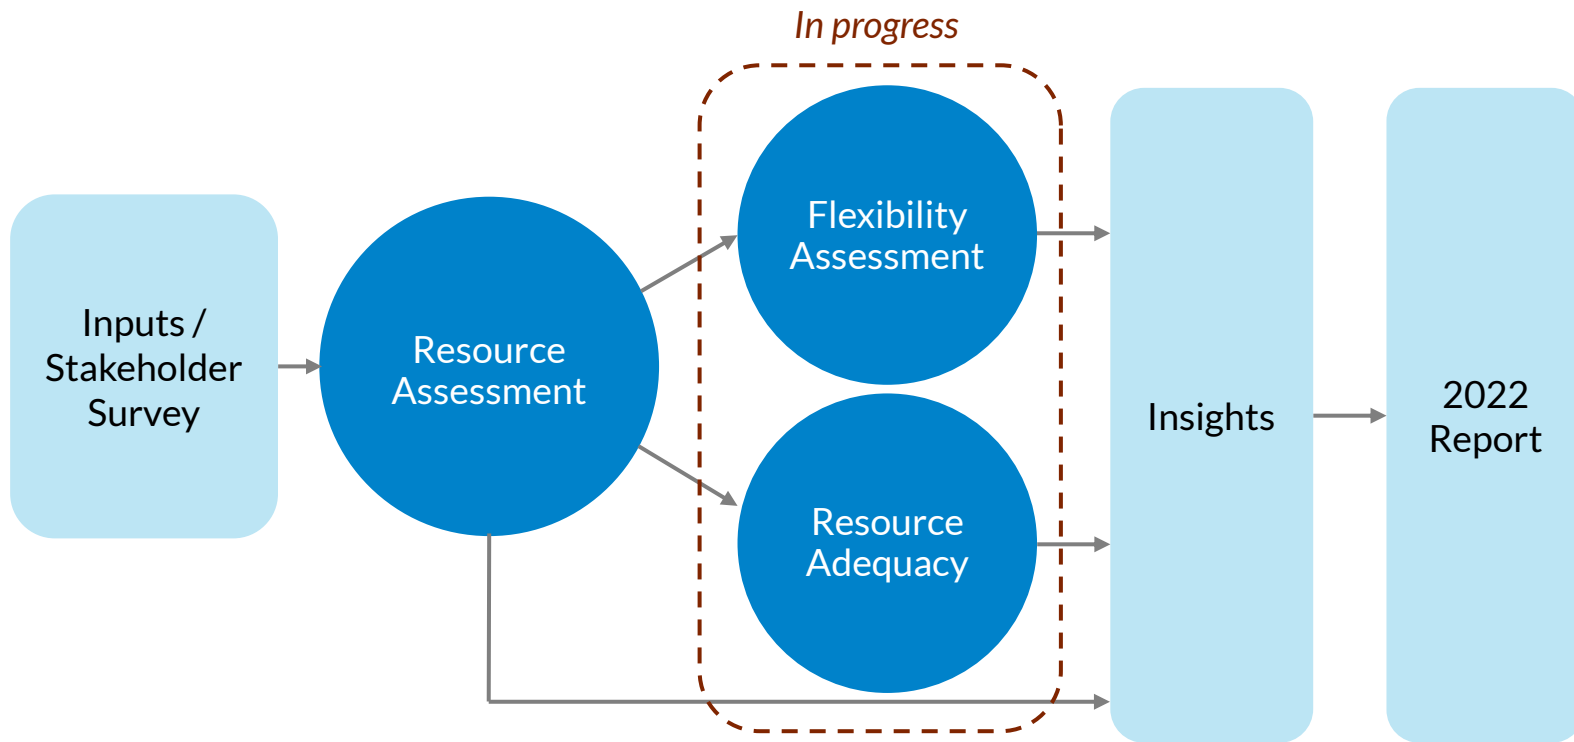 In progress
Inputs /
Stakeholder
Survey
Resource
Assessment
Flexibility
Assessment
Resource
Adequacy
Insights
2022
Report